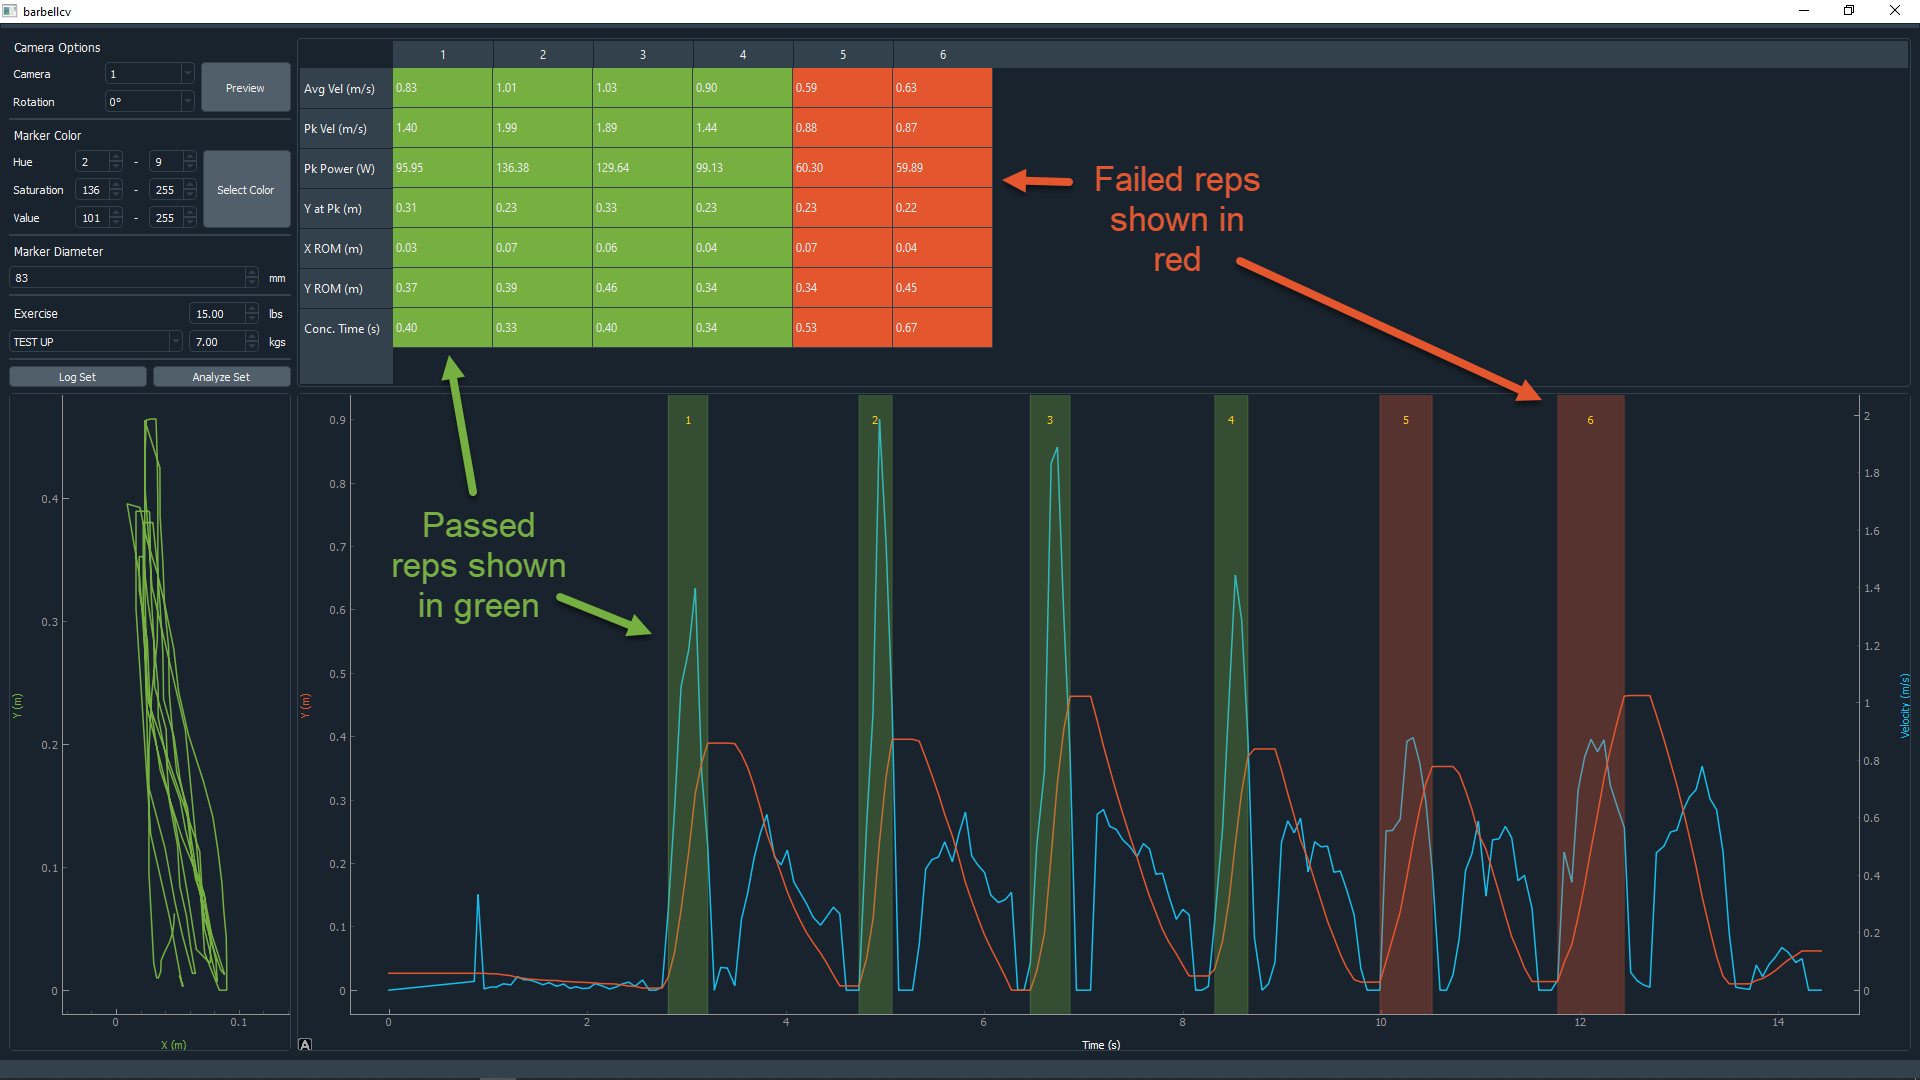 barbellcv
Camera Options
Camera 1
Rotation 0°
Preview
Marker Color
Hue 2 - 9
Saturation 136 - 255
Value 101 - 255
Select Color
Marker Diameter
83 mm
Exercise 15.00 lbs
TEST UP 7.00 kgs
Log Set Analyze Set
1 2 3 4 5 6
Avg Vel (m/s) 0.83 1.01 1.03 0.90 0.59 0.63
Pk Vel (m/s) 1.40 1.99 1.89 1.44 0.88 0.87
Pk Power (W) 95.95 136.38 129.64 99.13 60.30 59.89
Y at Pk (m) 0.31 0.23 0.33 0.23 0.23 0.22
X ROM (m) 0.03 0.07 0.06 0.04 0.07 0.04
Y ROM (m) 0.37 0.39 0.46 0.34 0.34 0.45
Conc. Time (s) 0.40 0.33 0.40 0.34 0.53 0.67
Failed reps
shown in
red
Passed
reps shown
in green
0.4
0.3
0.2
0.1
0
Y (m)
0 0.1
X (m)
1 2 3 4 5 6
0.9
0.8
0.7
0.6
0.5
0.4
0.3
0.2
0.1
0
Y (m)
2
1.8
1.6
1.4
1.2
1
0.8
0.6
0.4
0.2
0
Velocity (m/s)
0 2 4 6 8 10 12 14
A
Time (s)